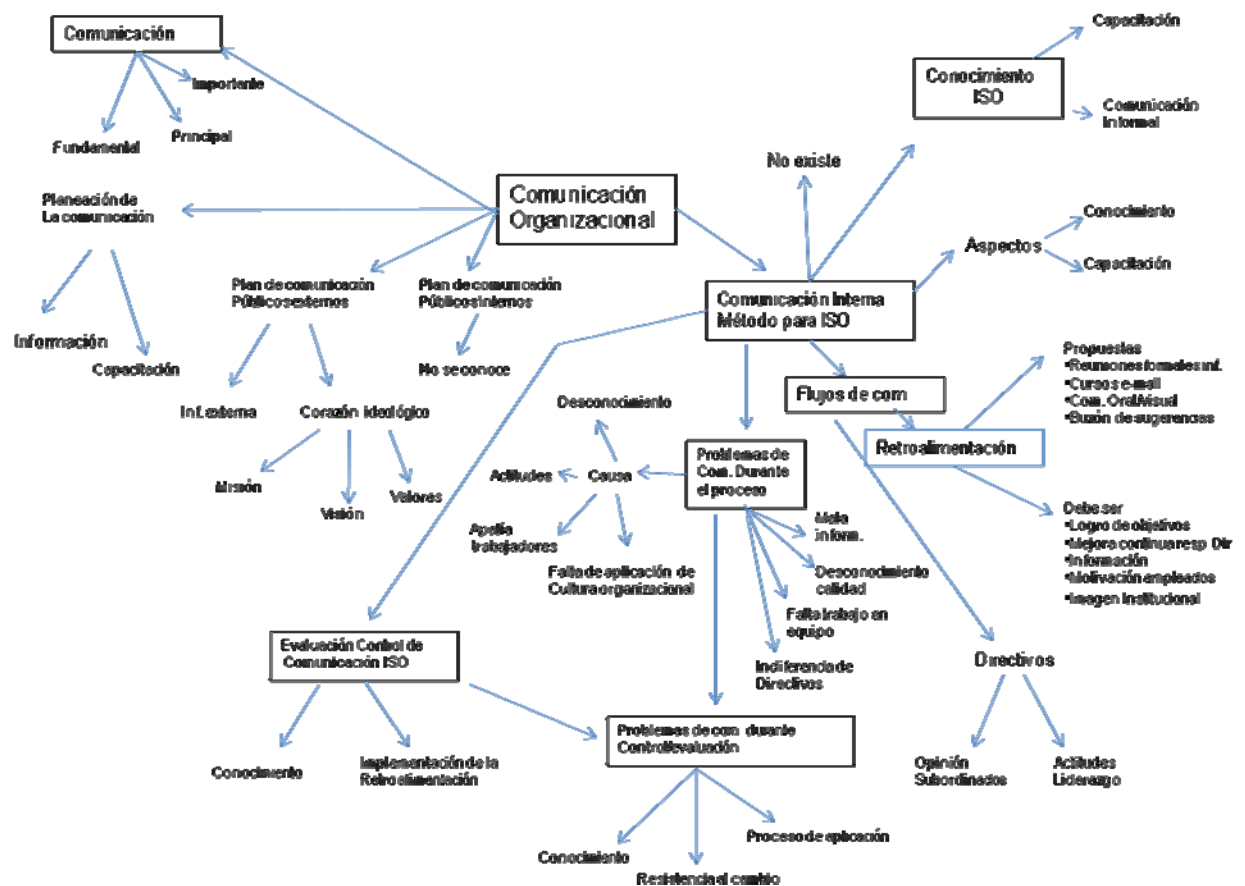 Comunicación
Importante
Principal
Fundamental
Capacitación
Conocimiento
ISO
Comunicación
Informal
No existe
Comunicación
Organizacional
Planeación de
La comunicación
Información
Capacitación
Plan de comunicación
Públicos externos
Plan de comunicación
Públicos internos
No se conoce
Inf. externa
Corazón Ideológico
Misión
Visión
Valores
Comunicación Interna
Método para ISO
Aspectos
Conocimiento
Capacitación
Flujos de com
Retroalimentación
Propuestas
•Reuniones formales inf.
•Cursos e-mail
•Com. Oral/visual
•Buzón de sugerencias
Debe ser
•Logro de objetivos
•Mejora continua resp. Dir
•Información
•Motivación empleados
•Imagen Institucional
Directivos
Opinión
Subordinados
Actitudes
Liderazgo
Problemas de
Com. Durante
el proceso
Causa
Desconocimiento
Actitudes
Apatía
trabajadores
Falta de aplicación de
Cultura organizacional
Mala
inform.
Desconocimiento
calidad
Falta trabajo en
equipo
Indiferencia de
Directivos
Evaluación Control de
Comunicación ISO
Conocimiento
Implementación de la
Retroalimentación
Problemas de com durante
Control/evaluación
Conocimiento
Resistencia al cambio
Proceso de aplicación